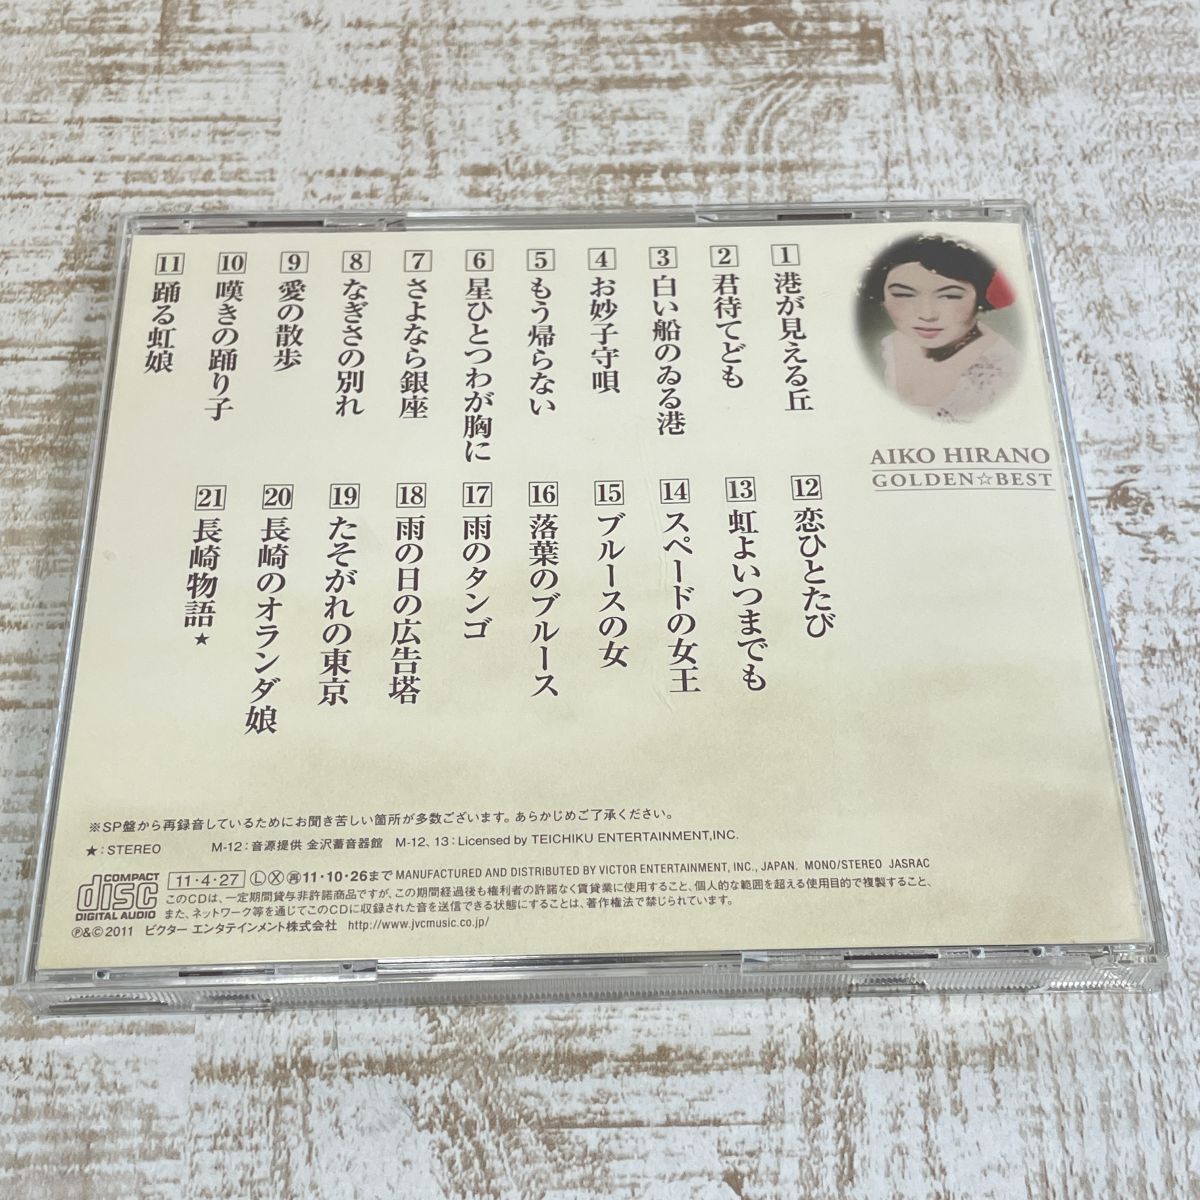 1 港が見える丘
2 君待てども
3 白い船のゐる港
4 お妙子守唄
5 もう帰らない
6 星ひとつわが胸に
7 さよなら銀座
8 なぎさの別れ
9 愛の散歩
10 嘆きの踊り子
11 踊る虹娘
AIKO HIRANO
GOLDEN☆BEST
12 恋ひとたび
13 虹よいつまでも
14 スペードの女王
15 ブルースの女
16 落葉のブルース
17 雨のタンゴ
18 雨の日の広告塔
19 たそがれの東京
20 長崎のオランダ娘
21 長崎物語★
※SP盤から再録音しているためにお聞き苦しい箇所が多数ございます。あらかじめご了承ください。
★:STEREO M-12:音源提供 金沢蓄音器館 M-12、13:Licensed by TEICHIKU ENTERTAINMENT,INC.
COMPACT disc DIGITAL AUDIO
11・4・27 Ⓛ Ⓧ ㊢11・10・26まで MANUFACTURED AND DISTRIBUTED BY VICTOR ENTERTAINMENT, INC., JAPAN. MONO/STEREO JASRAC
このCDは、一定期間貸与非許諾商品ですが、この期間経過後も権利者の許諾なく賃貸業に使用すること、個人的な範囲を超える使用目的で複製すること、
また、ネットワーク等を通じてこのCDに収録された音を送信できる状態にすることは、著作権法で禁じられています。
℗&©2011 ビクター エンタテインメント株式会社 http://www.jvcmusic.co.jp/